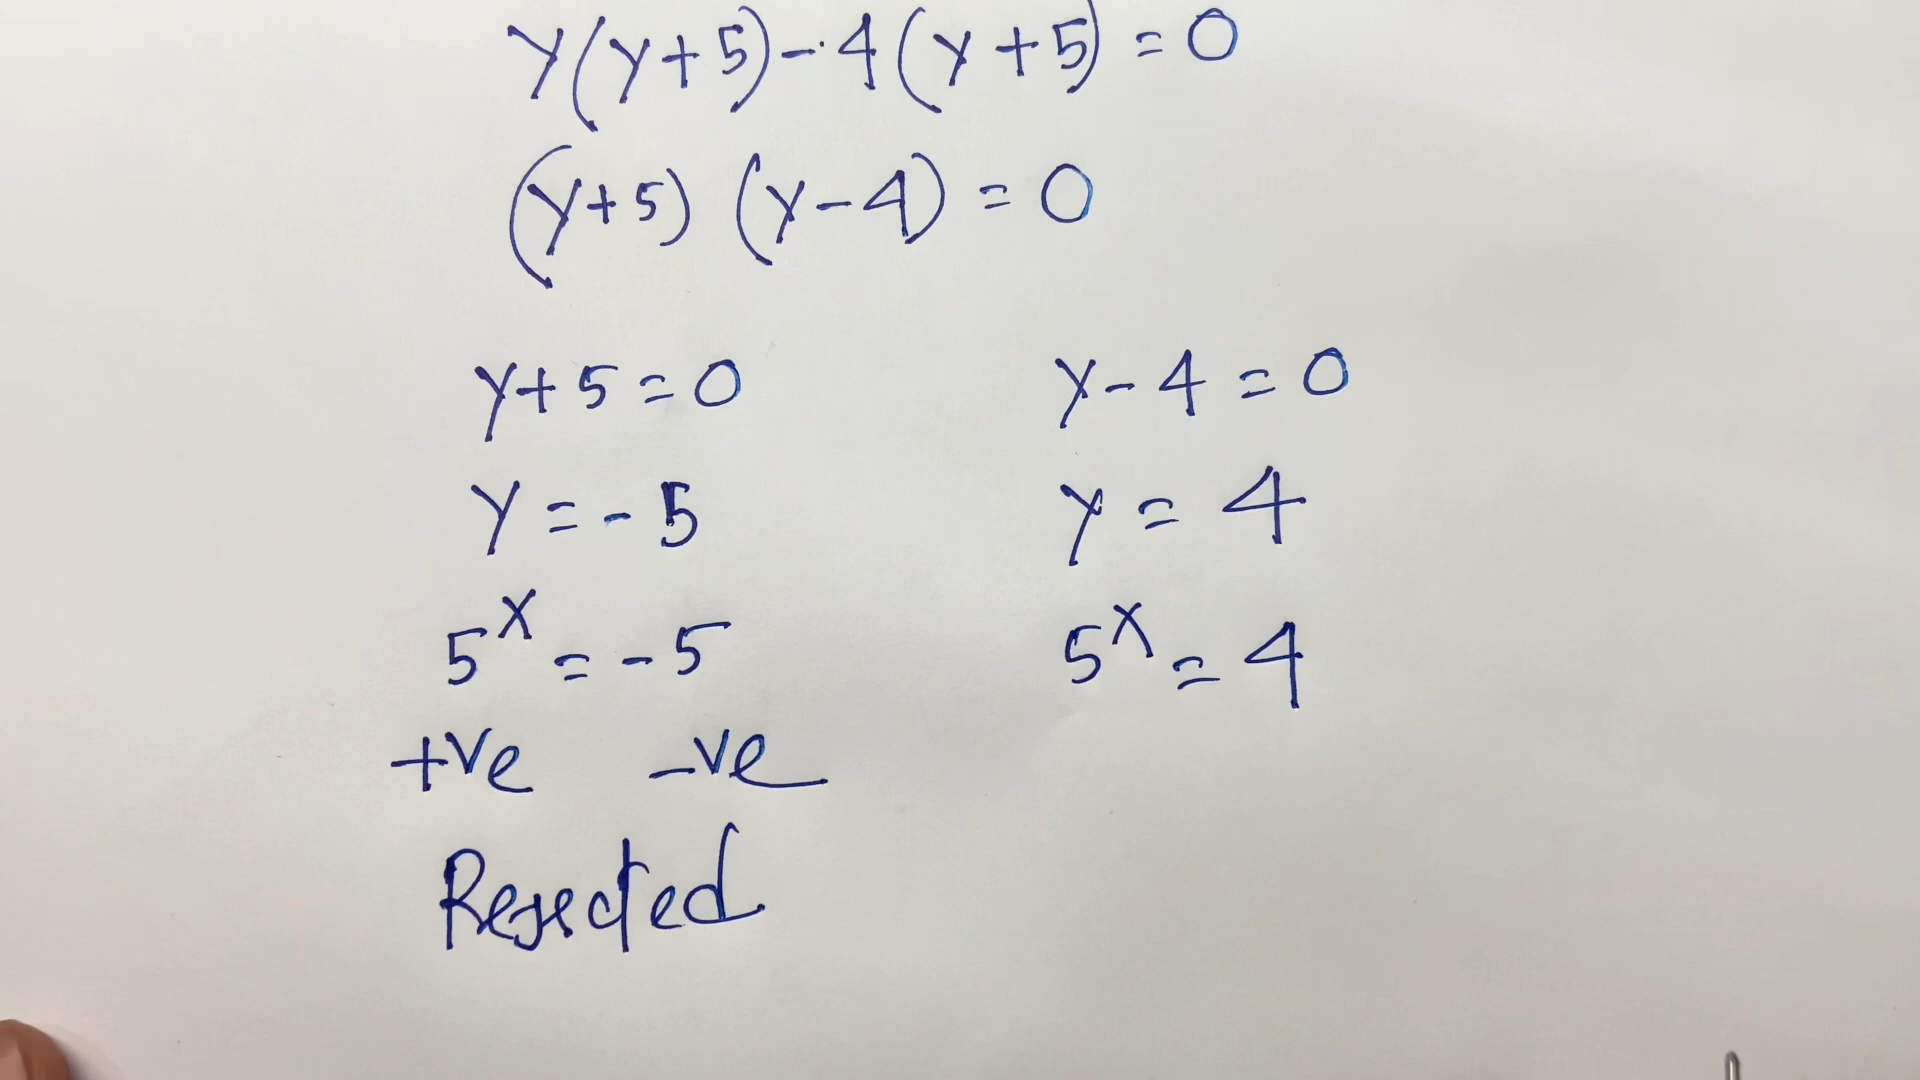 y(y+5)-4(y+5)=0
(y+5) (y-4)=0
y+5=0 y-4=0
y=-5 y=4
5^x=-5 5^x=4
+ve -ve
Rejected